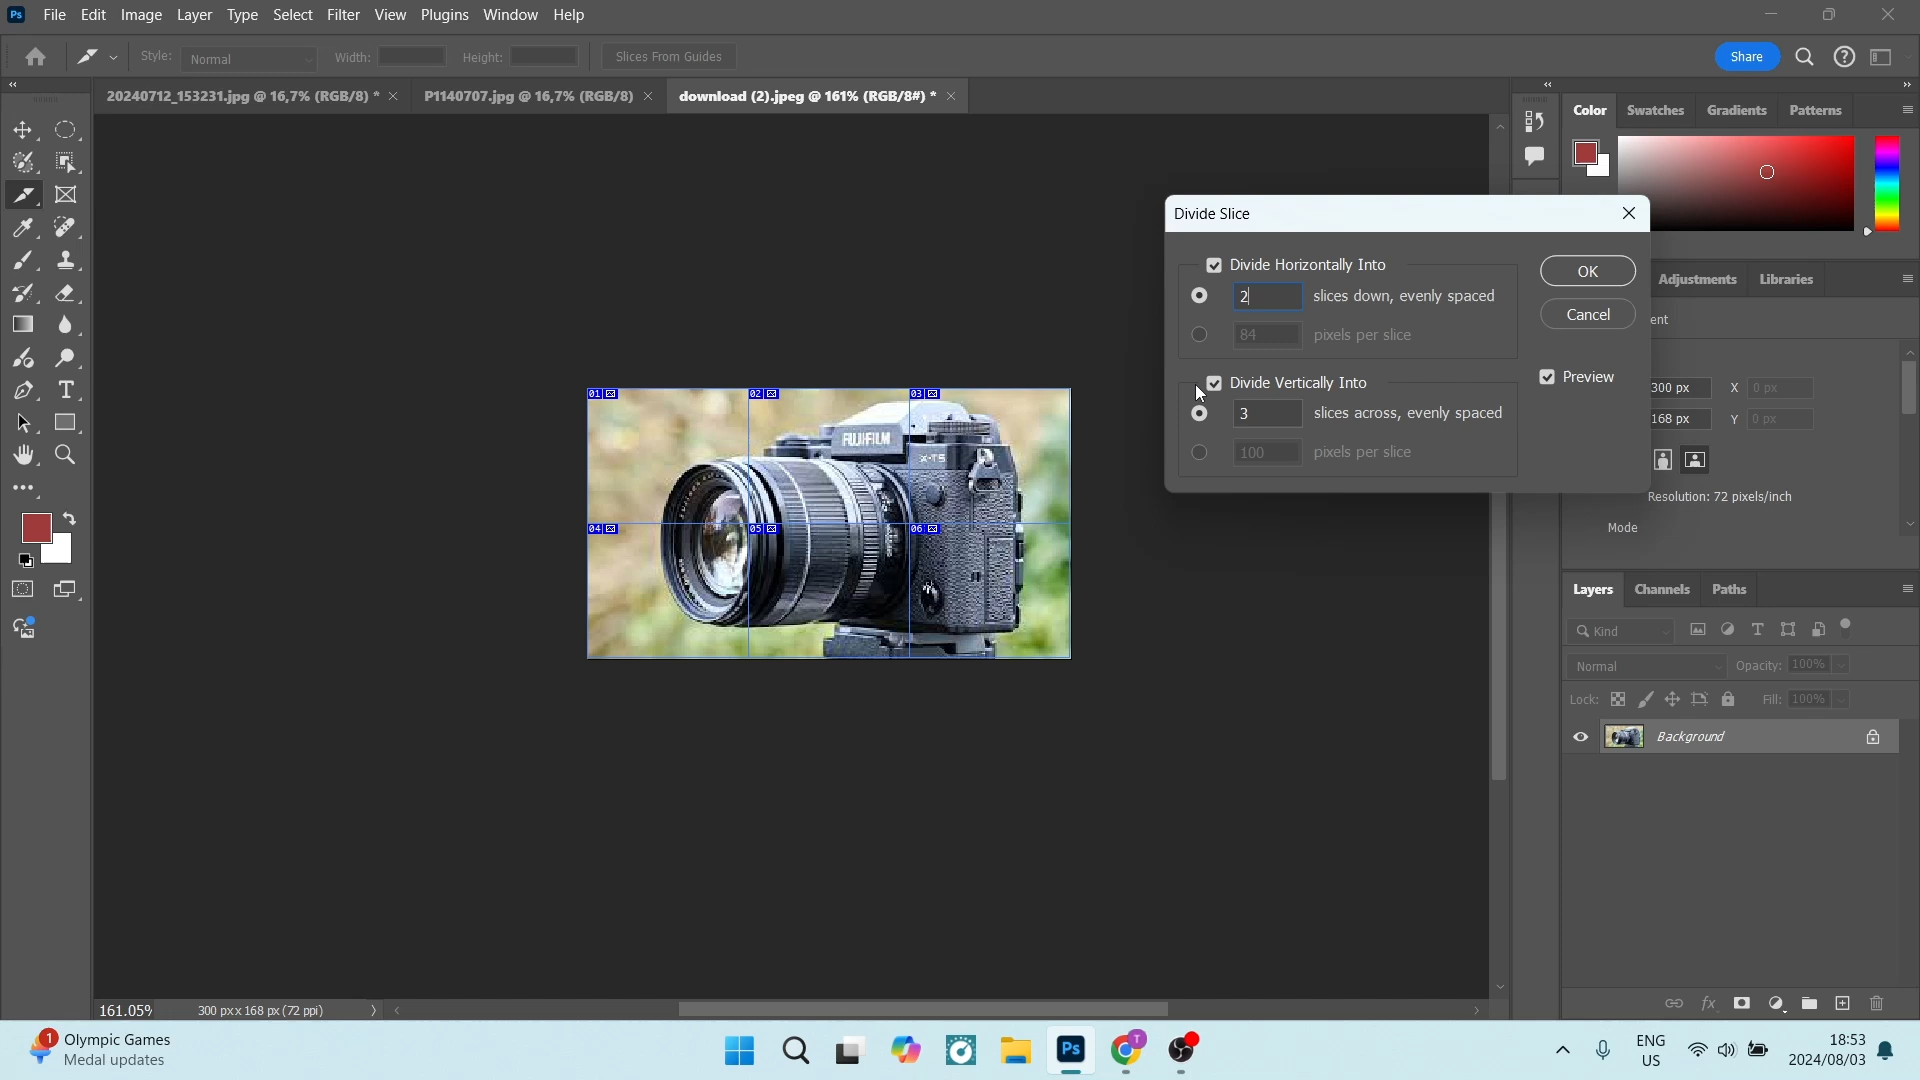 Ps File Edit Image Layer Type Select Filter View Plugins Window Help
Style: Normal Width: Height: Slices From Guides Share
20240712_153231.jpg @ 16,7% (RGB/8) * P1140707.jpg @ 16,7% (RGB/8) download (2).jpeg @ 161% (RGB/8#) *
Color Swatches Gradients Patterns
Divide Slice
Divide Horizontally Into
OK
2 slices down, evenly spaced
Cancel
84 pixels per slice
Divide Vertically Into
Preview
3 slices across, evenly spaced
100 pixels per slice
Adjustments Libraries
ent
300 px X 0 px
168 px Y 0 px
Resolution: 72 pixels/inch
Mode
01 02 03
FUJIFILM
X-T5
04 05 06
Layers Channels Paths
Kind
Normal Opacity: 100%
Lock: Fill: 100%
Background
161.05% 300 px x 168 px (72 ppi)
1 Olympic Games
Medal updates
Ps
T
ENG
US
18:53
2024/08/03